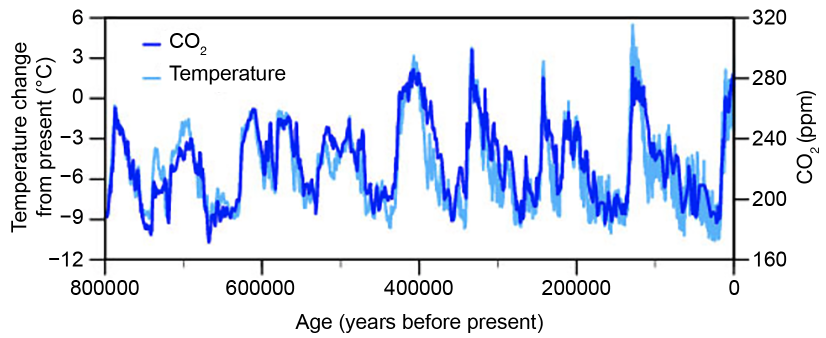 6
3
0
−3
−6
−9
−12
Temperature change
from present (°C)
CO₂
Temperature
320
280
240
200
160
CO₂ (ppm)
800000 600000 400000 200000 0
Age (years before present)